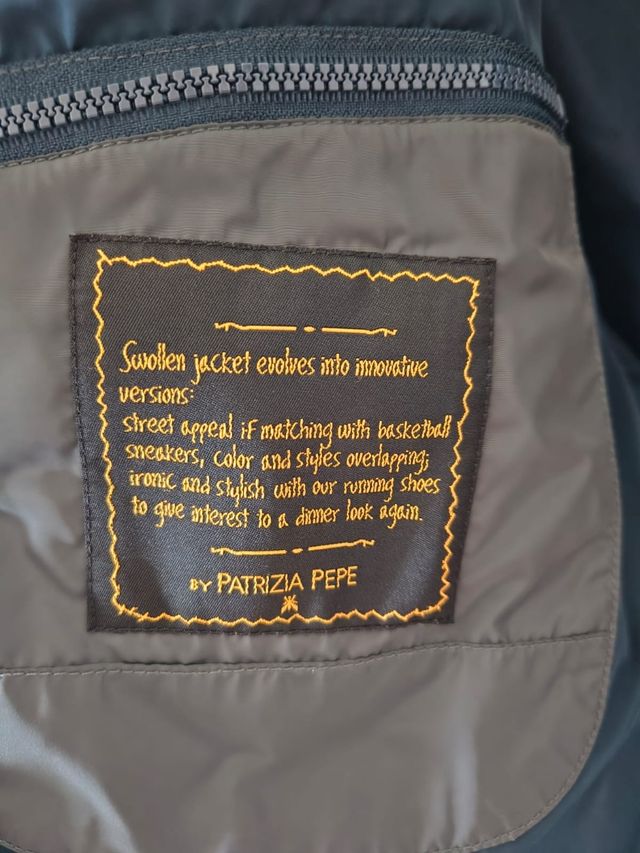 Swollen jacket evolves into innovative
versions:
street appeal if matching with basketball
sneakers, color and styles overlapping;
ironic and stylish with our running shoes
to give interest to a dinner look again.
BY PATRIZIA PEPE